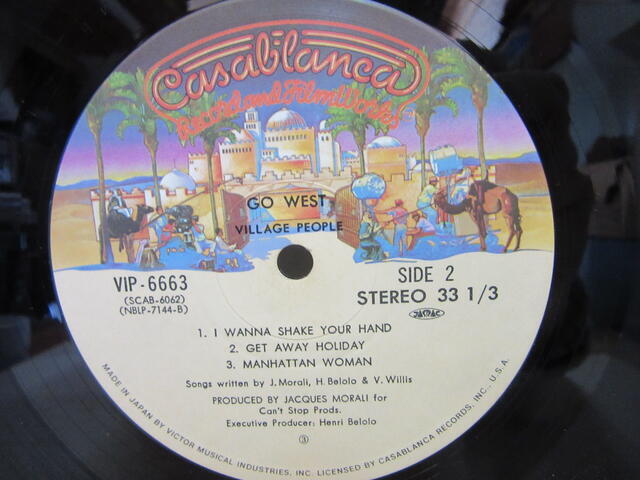 Casablanca
Record and FilmWorks
GO WEST
VILLAGE PEOPLE
VIP-6663
(SCAB-6062)
(NBLP-7144-B)
SIDE 2
STEREO 33 1/3
JASRAC
1. I WANNA SHAKE YOUR HAND
2. GET AWAY HOLIDAY
3. MANHATTAN WOMAN
Songs written by J. Morali, H. Belolo & V. Willis
PRODUCED BY JACQUES MORALI for
Can't Stop Prods.
Executive Producer: Henri Belolo
③
MADE IN JAPAN BY VICTOR MUSICAL INDUSTRIES, INC. LICENSED BY CASABLANCA RECORDS, INC., U.S.A.